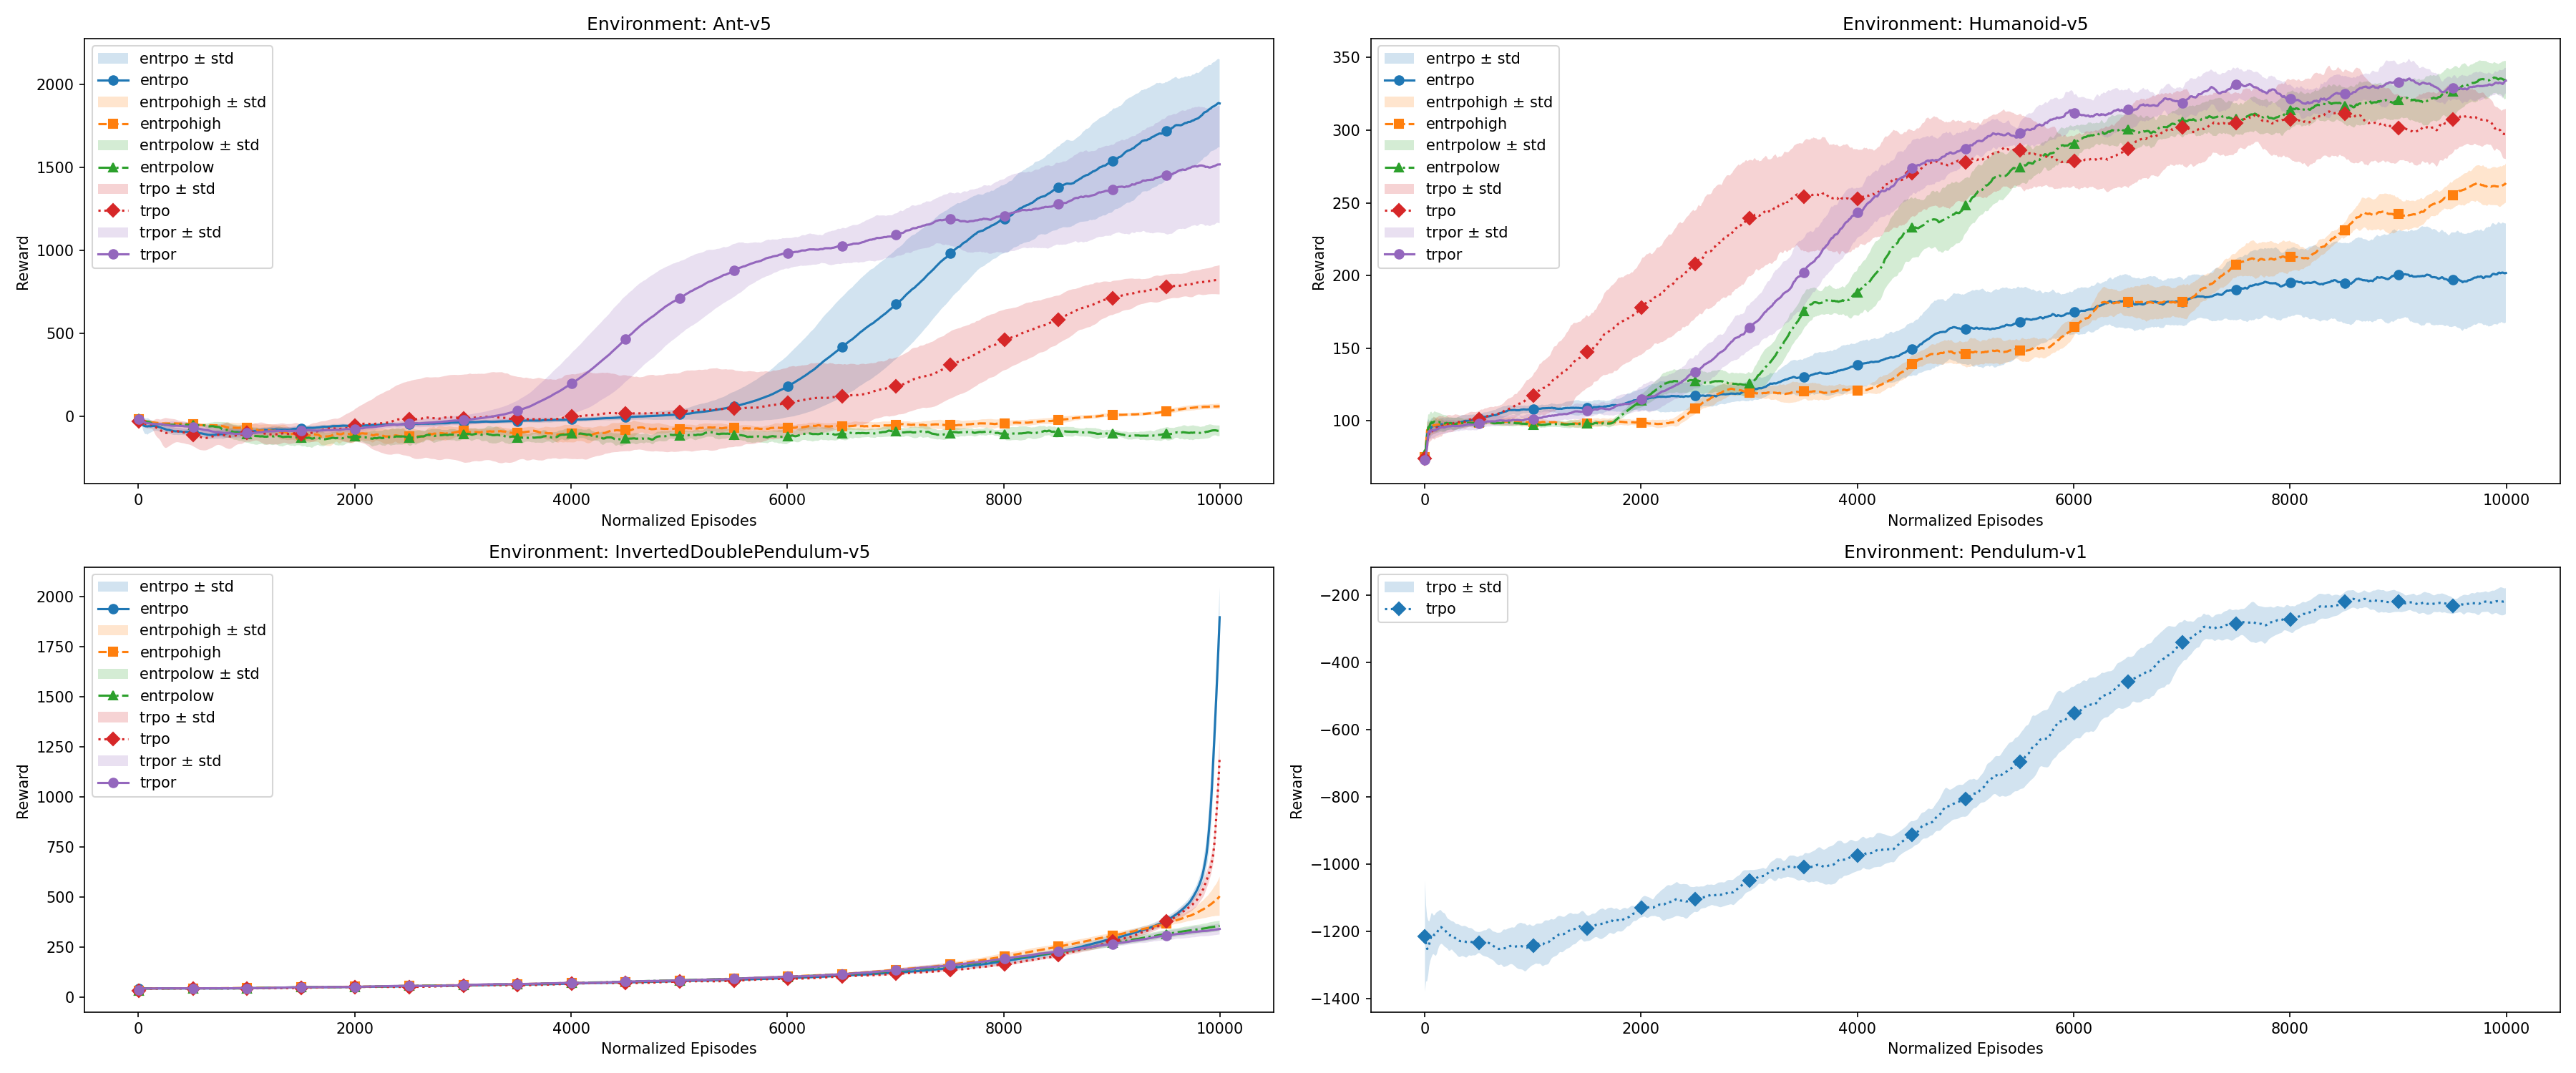 Environment: Ant-v5
entrpo ± std
entrpo
entrpohigh ± std
entrpohigh
entrpolow ± std
entrpolow
trpo ± std
trpo
trpor ± std
trpor
Reward
2000
1500
1000
500
0
0 2000 4000 6000 8000 10000
Normalized Episodes
Environment: Humanoid-v5
entrpo ± std
entrpo
entrpohigh ± std
entrpohigh
entrpolow ± std
entrpolow
trpo ± std
trpo
trpor ± std
trpor
Reward
350
300
250
200
150
100
0 2000 4000 6000 8000 10000
Normalized Episodes
Environment: InvertedDoublePendulum-v5
entrpo ± std
entrpo
entrpohigh ± std
entrpohigh
entrpolow ± std
entrpolow
trpo ± std
trpo
trpor ± std
trpor
Reward
2000
1750
1500
1250
1000
750
500
250
0
0 2000 4000 6000 8000 10000
Normalized Episodes
Environment: Pendulum-v1
trpo ± std
trpo
Reward
−200
−400
−600
−800
−1000
−1200
−1400
0 2000 4000 6000 8000 10000
Normalized Episodes